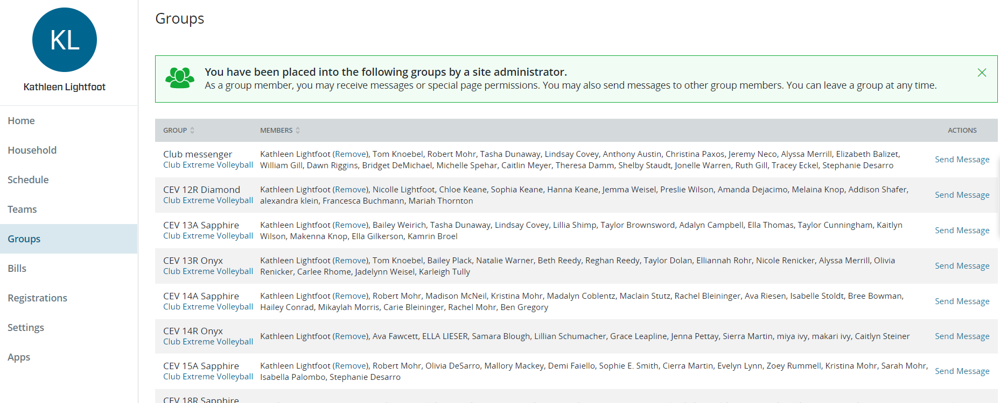 KL
Kathleen Lightfoot
Home
Household
Schedule
Teams
Groups
Bills
Registrations
Settings
Apps
Groups
You have been placed into the following groups by a site administrator.
As a group member, you may receive messages or special page permissions. You may also send messages to other group members. You can leave a group at any time.
GROUP MEMBERS ACTIONS
Club messenger
Club Extreme Volleyball
Kathleen Lightfoot (Remove), Tom Knoebel, Robert Mohr, Tasha Dunaway, Lindsay Covey, Anthony Austin, Christina Paxos, Jeremy Neco, Alyssa Merrill, Elizabeth Balizet,
William Gill, Dawn Riggins, Bridget DeMichael, Michelle Spehar, Caitlin Meyer, Theresa Damm, Shelby Staudt, Jonelle Warren, Ruth Gill, Tracey Eckel, Stephanie Desarro
Send Message
CEV 12R Diamond
Club Extreme Volleyball
Kathleen Lightfoot (Remove), Nicolle Lightfoot, Chloe Keane, Sophia Keane, Hanna Keane, Jemma Weisel, Preslie Wilson, Amanda Dejacimo, Melaina Knop, Addison Shafer,
alexandra klein, Francesca Buchmann, Mariah Thornton
Send Message
CEV 13A Sapphire
Club Extreme Volleyball
Kathleen Lightfoot (Remove), Bailey Weirich, Tasha Dunaway, Lindsay Covey, Lillia Shimp, Taylor Brownsword, Adalyn Campbell, Ella Thomas, Taylor Cunningham, Kaitlyn
Wilson, Makenna Knop, Ella Gilkerson, Kamrin Broel
Send Message
CEV 13R Onyx
Club Extreme Volleyball
Kathleen Lightfoot (Remove), Tom Knoebel, Bailey Plack, Natalie Warner, Beth Reedy, Reghan Reedy, Taylor Dolan, Elliannah Rohr, Nicole Renicker, Alyssa Merrill, Olivia
Renicker, Carlee Rhome, Jadelynn Weisel, Karleigh Tully
Send Message
CEV 14A Sapphire
Club Extreme Volleyball
Kathleen Lightfoot (Remove), Robert Mohr, Madison McNeil, Kristina Mohr, Madalyn Coblentz, Maclain Stutz, Rachel Bleininger, Ava Riesen, Isabelle Stoldt, Bree Bowman,
Hailey Conrad, Mikaylah Morris, Carie Bleininger, Rachel Mohr, Ben Gregory
Send Message
CEV 14R Onyx
Club Extreme Volleyball
Kathleen Lightfoot (Remove), Ava Fawcett, ELLA LIESER, Samara Blough, Lillian Schumacher, Grace Leapline, Jenna Pettay, Sierra Martin, miya ivy, makari ivy, Caitlyn Steiner
Send Message
CEV 15A Sapphire
Club Extreme Volleyball
Kathleen Lightfoot (Remove), Robert Mohr, Olivia DeSarro, Mallory Mackey, Demi Faiello, Sophie E. Smith, Cierra Martin, Evelyn Lynn, Zoey Rummell, Kristina Mohr, Sarah Mohr,
Isabella Palombo, Stephanie Desarro
Send Message
CEV 18R Sapphire